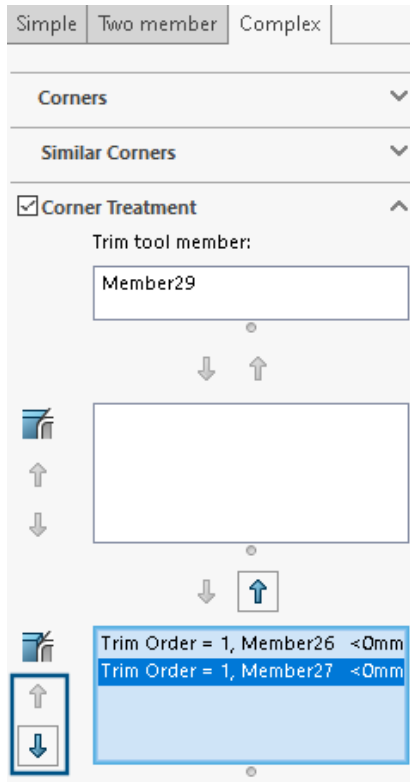 Simple Two member Complex
Corners
Similar Corners
Corner Treatment
Trim tool member:
Member29
Trim Order = 1, Member26 <0mm
Trim Order = 1, Member27 <0mm